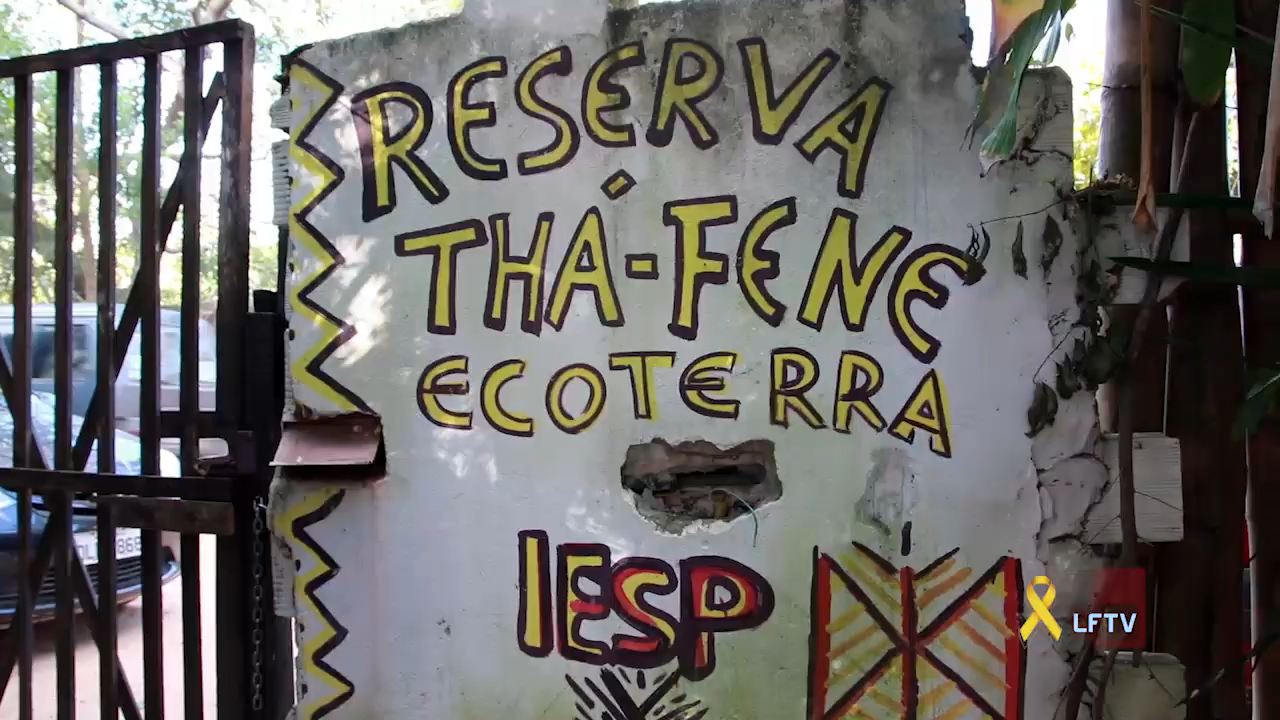 RESERVA
THÁ-FENE
ECOTERRA
IESP
LFTV